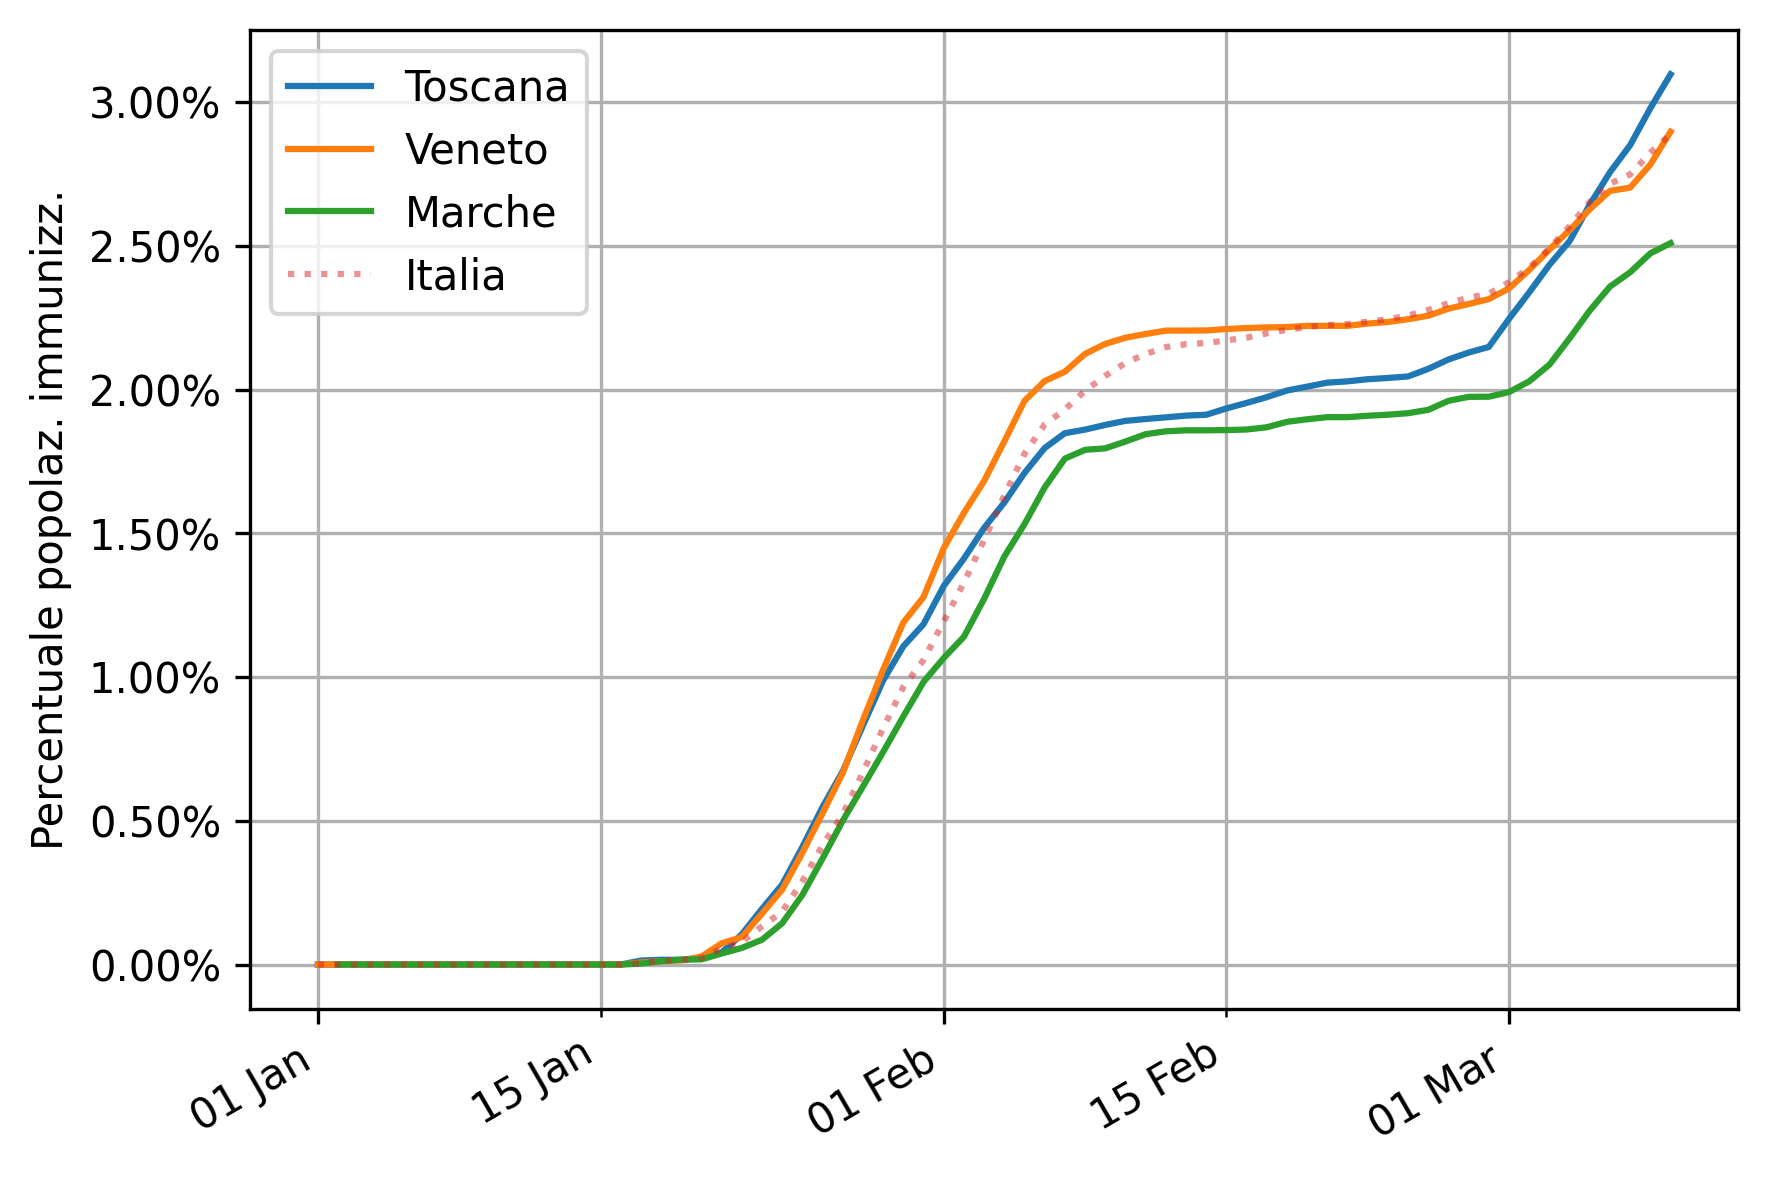 Toscana
Veneto
Marche
Italia
Percentuale popolaz. immunizz.
3.00%
2.50%
2.00%
1.50%
1.00%
0.50%
0.00%
01 Jan
15 Jan
01 Feb
15 Feb
01 Mar